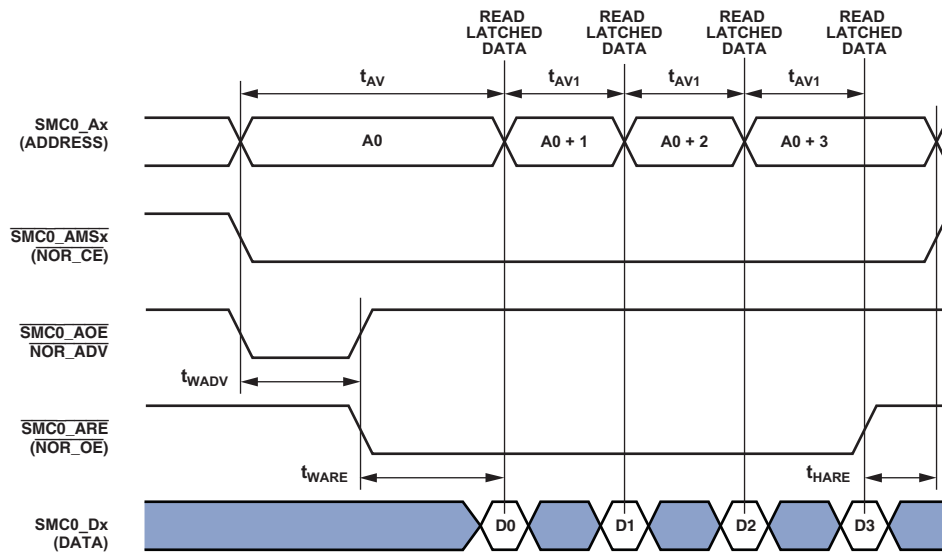 READ LATCHED DATA
READ LATCHED DATA
READ LATCHED DATA
READ LATCHED DATA
tAV
tAV1
tAV1
tAV1
SMC0_Ax
(ADDRESS)
A0
A0 + 1
A0 + 2
A0 + 3
SMC0_AMSx
(NOR_CE)
SMC0_AOE
NOR_ADV
tWADV
SMC0_ARE
(NOR_OE)
tWARE
tHARE
SMC0_Dx
(DATA)
D0
D1
D2
D3